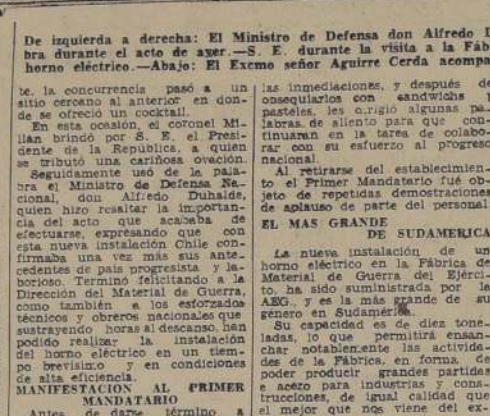 De izquierda a derecha: El Ministro de Defensa don Alfredo
bra durante el acto de ayer.—S. E. durante la visita a la Fáb
horno eléctrico.—Abajo: El Excmo señor Aguirre Cerda acompa
te. la concurrencia pasó a un
sitio cercano al anterior en don-
de se ofreció un cocktail.
En esta ocasión, el coronel Mi-
llán brindó por S. E. el Presi-
dente de la República, a quien
se tributó una cariñosa ovación.
Seguidamente usó de la pala-
bra el Ministro de Defensa Na-
cional, don Alfredo Duhalde,
quien hizo resaltar la importan-
cia del acto que acababa de
efectuarse, expresando que con
esta nueva instalación Chile con-
firmaba una vez más sus ante-
cedentes de país progresista y la-
borioso. Terminó felicitando a la
Dirección del Material de Guerra,
como también a los esforzados
técnicos y obreros nacionales que
sustrayendo horas al descanso, han
podido realizar la instalación
del horno eléctrico en un tiem-
po brevísimo y en condiciones
de alta eficiencia.
MANIFESTACION AL PRIMER
MANDATARIO
Antes de darse término a
las inmediaciones, y después de
obsequiarlos con sandwichs y
pasteles, les dirigió algunas pa-
labras de aliento para que con-
tinuaran en la tarea de colabo-
rar con su esfuerzo al progreso
nacional.
Al retirarse del establecimien-
to el Primer Mandatario fué ob-
jeto de repetidas demostraciones
de aplauso de parte del personal
EL MAS GRANDE
DE SUDAMERICA
La nueva instalación de un
horno eléctrico en la Fábrica de
Material de Guerra del Ejérci-
to, ha sido suministrada por la
AEG, y es la más grande de su
género en Sudamérica.
Su capacidad es de diez tone-
ladas, lo que permitirá ensan-
char notablemente las activida-
des de la Fábrica, en forma de
poder producir grandes partidas
e acero para industrias y cons-
trucciones, de igual calidad que
el mejor que nos viene del ex-